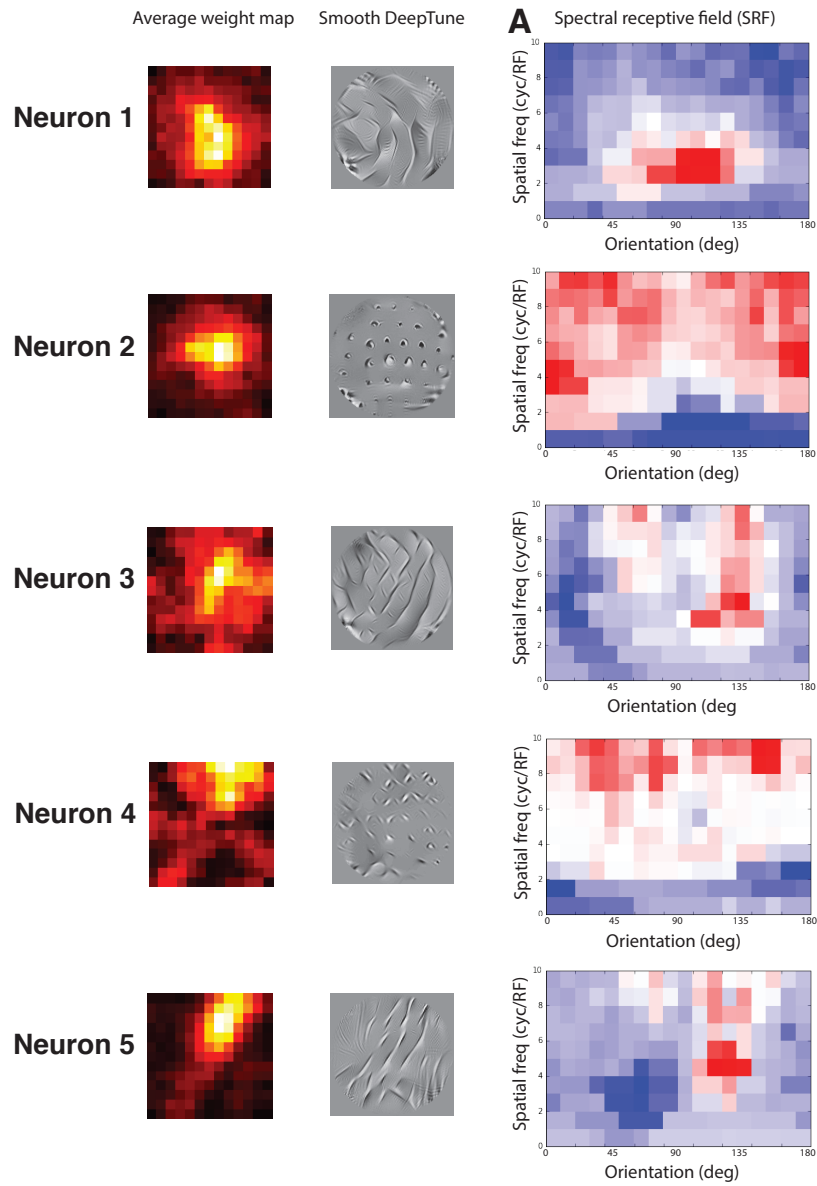 Average weight map
Smooth DeepTune
A
Spectral receptive field (SRF)
Neuron 1
Spatial freq (cyc/RF)
10
8
6
4
2
0
0
45
90
135
180
Orientation (deg)
Neuron 2
Spatial freq (cyc/RF)
10
8
6
4
2
0
0
45
90
135
180
Orientation (deg)
Neuron 3
Spatial freq (cyc/RF)
10
8
6
4
2
0
0
45
90
135
180
Orientation (deg
Neuron 4
Spatial freq (cyc/RF)
10
8
6
4
2
0
0
45
90
135
180
Orientation (deg)
Neuron 5
Spatial freq (cyc/RF)
10
8
6
4
2
0
0
45
90
135
180
Orientation (deg)